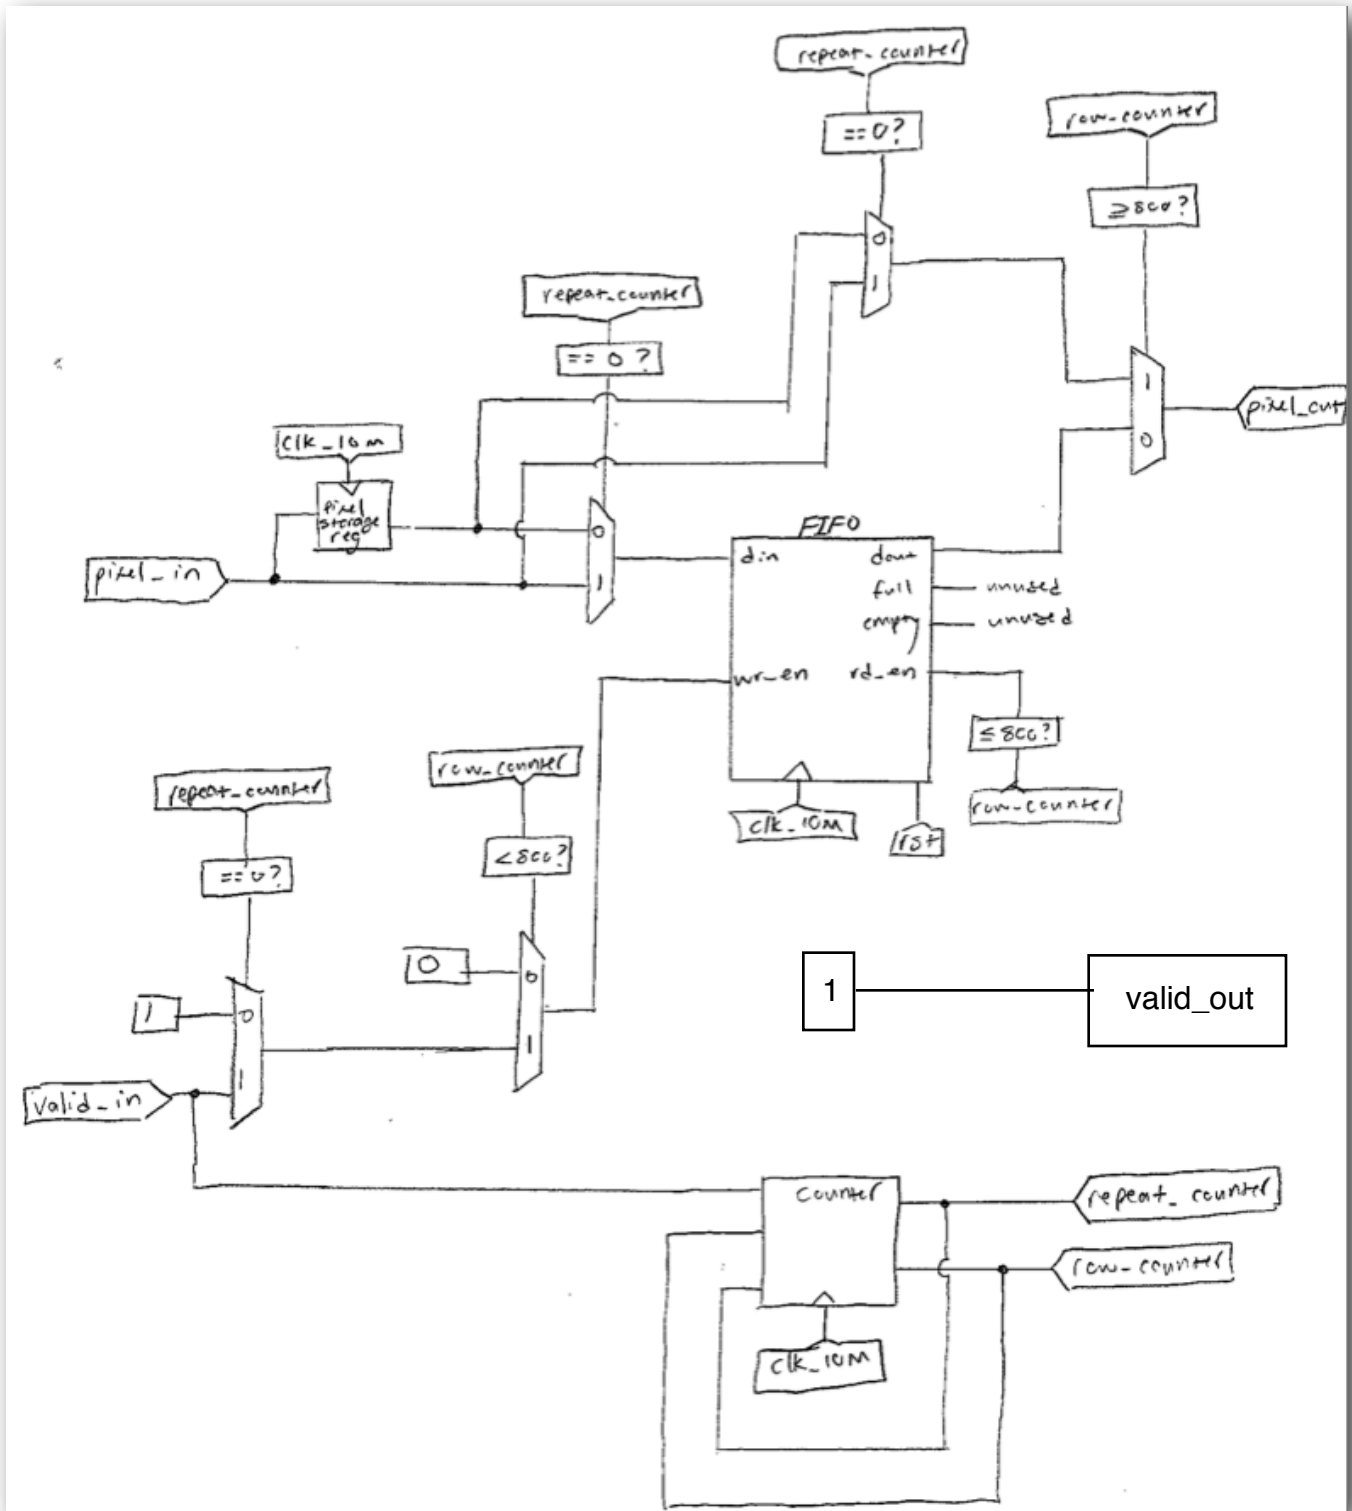 repeat_counter
==0?
row_counter
≥800?
0
1
repeat_counter
== 0 ?
1
0
pixel_out
clk_10M
pixel
storage
reg
0
1
pixel_in
FIFO
din
dout
full
unused
empty
unused
wr_en
rd_en
≤800?
row_counter
clk_10M
rst
repeat_counter
==0?
row_counter
<800?
0
0
1
1
0
1
valid_in
1
valid_out
counter
repeat_counter
row_counter
clk_10M